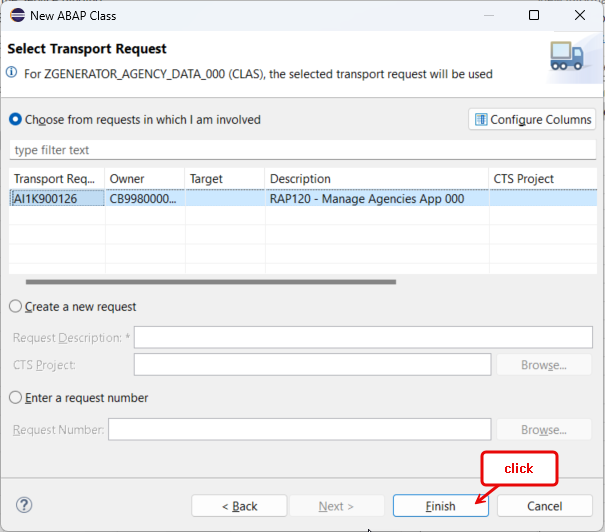 New ABAP Class
Select Transport Request
For ZGENERATOR_AGENCY_DATA_000 (CLAS), the selected transport request will be used
Choose from requests in which I am involved
Configure Columns
type filter text
Transport Req... Owner Target Description CTS Project
AI1K900126 CB9980000... RAP120 - Manage Agencies App 000
Create a new request
Request Description: *
CTS Project: Browse...
Enter a request number
Request Number: Browse...
click
? < Back Next > Finish Cancel